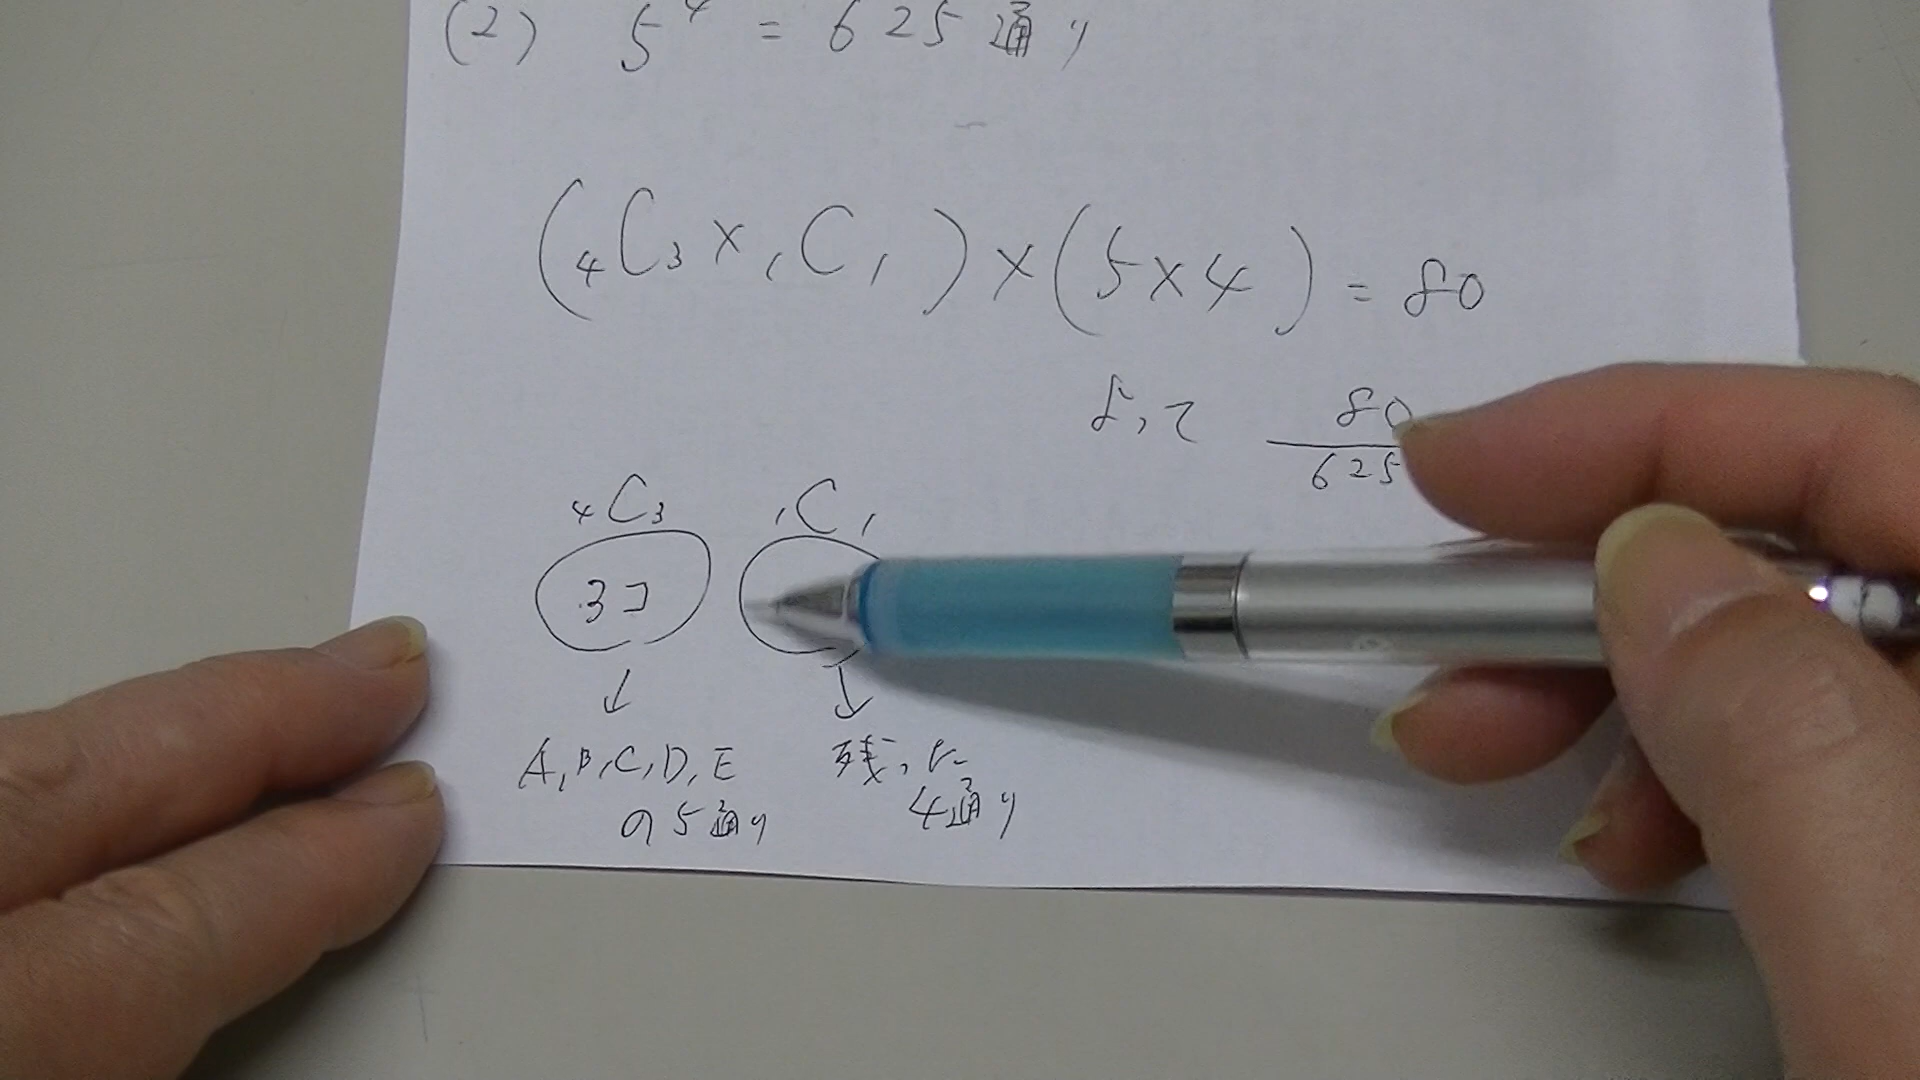 (2) 5⁴ = 625通り
(₄C₃×₁C₁)×(5×4) = 80
よって 80/625
₄C₃ ₁C₁
3コ
↓ ↓
A,B,C,D,E 残った
の5通り 4通り